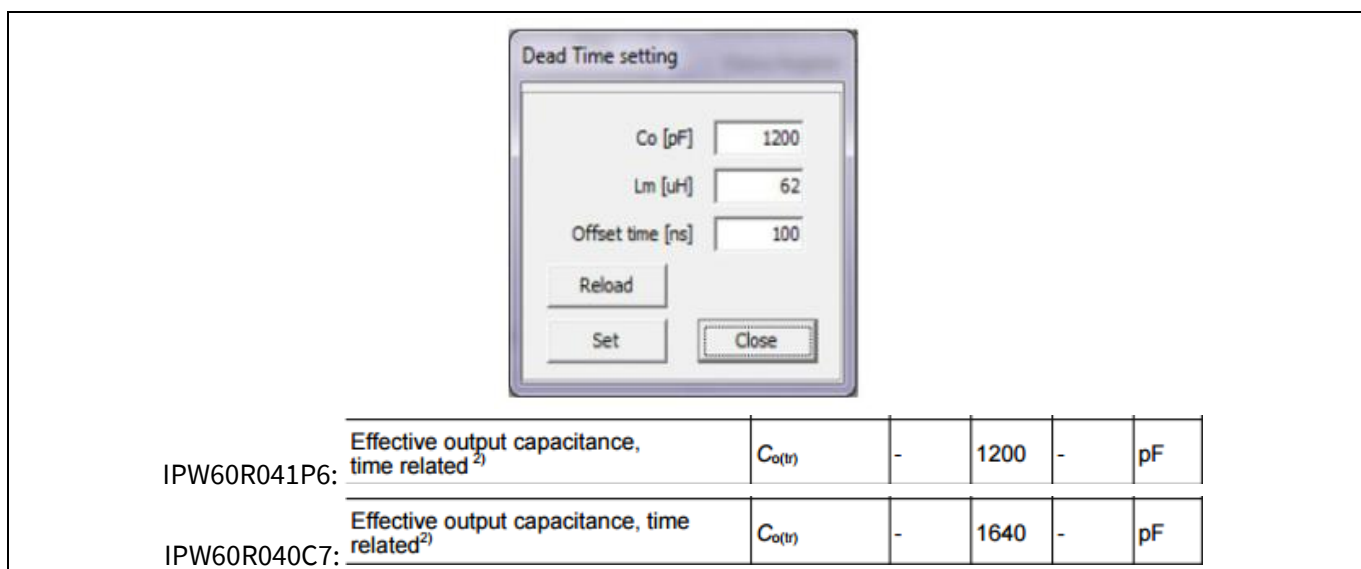 Dead Time setting
Co [pF] 1200
Lm [uH] 62
Offset time [ns] 100
Reload
Set Close
IPW60R041P6: Effective output capacitance, time related 2) Co(tr) - 1200 - pF
IPW60R040C7: Effective output capacitance, time related2) Co(tr) - 1640 - pF